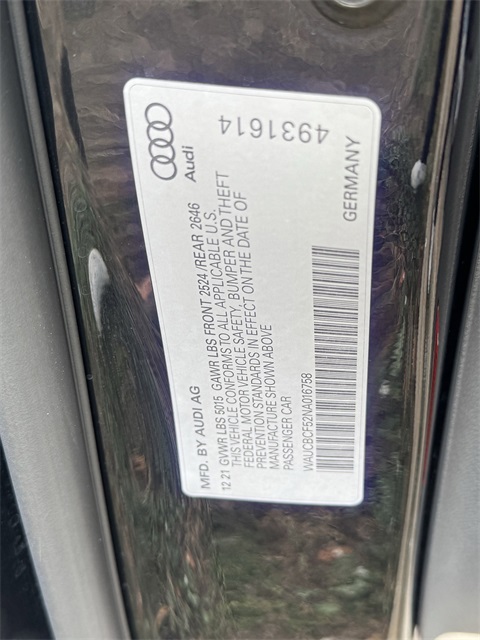 MFD. BY AUDI AG
Audi
12 21 GVWR LBS 5015 GAWR LBS FRONT 2524/REAR 2646
THIS VEHICLE CONFORMS TO ALL APPLICABLE U.S.
FEDERAL MOTOR VEHICLE SAFETY, BUMPER AND THEFT
PREVENTION STANDARDS IN EFFECT ON THE DATE OF
MANUFACTURE SHOWN ABOVE
PASSENGER CAR
4931614
WAUCBCF52NA016758
GERMANY